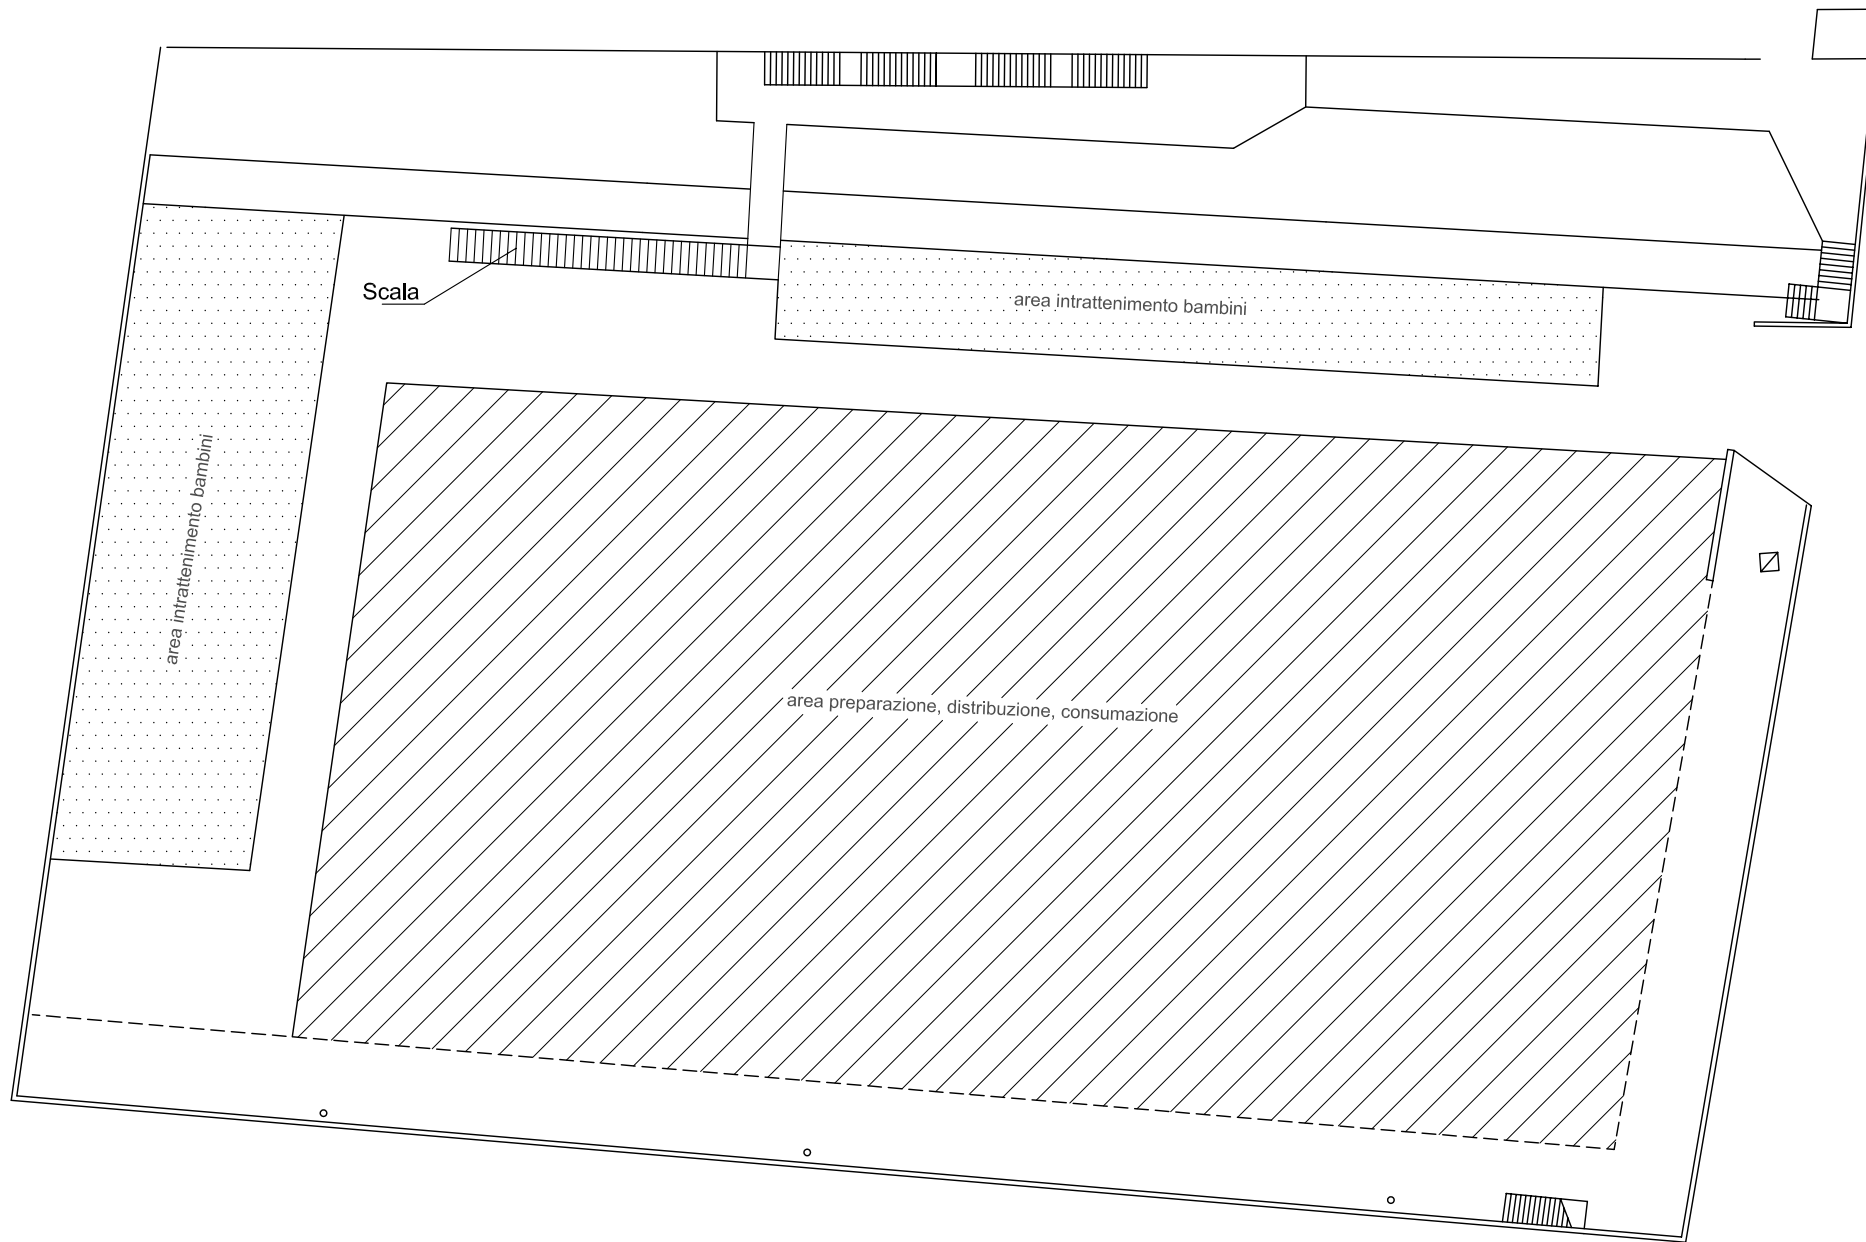 Scala
area intrattenimento bambini
area intrattenimento bambini
area preparazione, distribuzione, consumazione